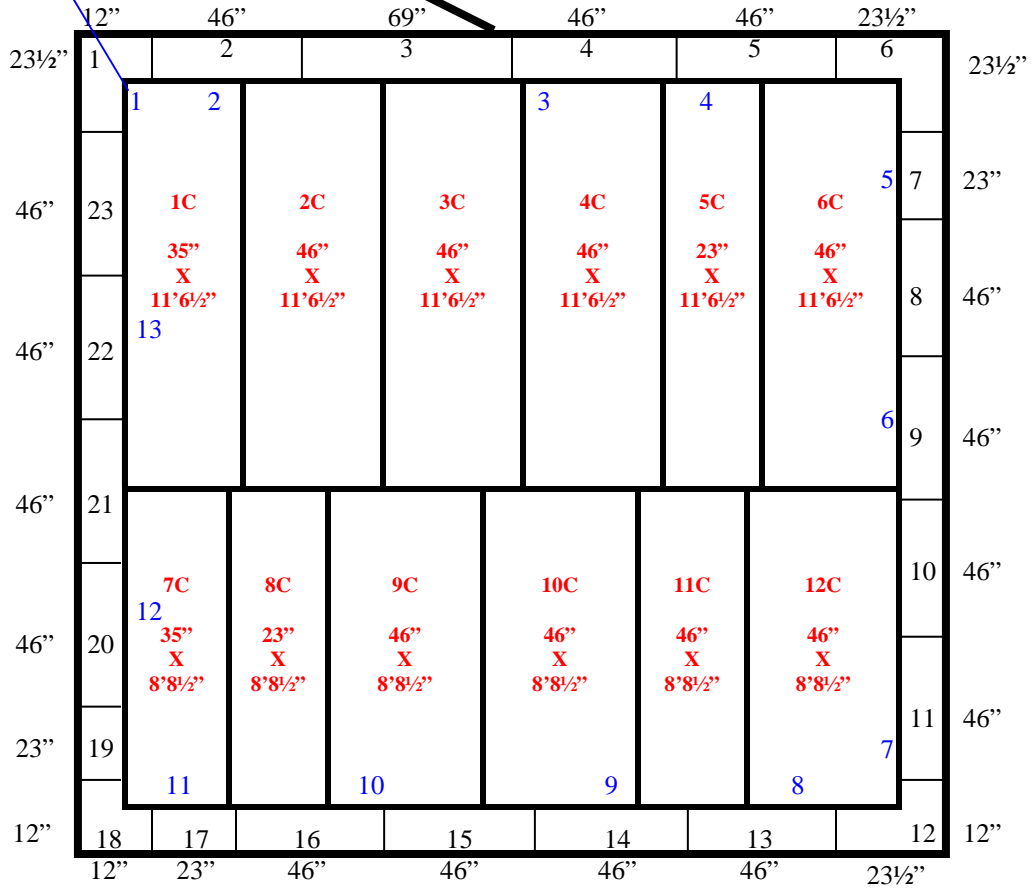 12” 46” 69” 46” 46” 23½”
23½” 1 2 3 4 5 6 23½”
1 2 3 4
5 7 23”
46” 23 1C 2C 3C 4C 5C 6C
35” 46” 46” 46” 23” 46”
X X X X X X
11’6½” 11’6½” 11’6½” 11’6½” 11’6½” 11’6½”
8 46”
13
46” 22
6 9 46”
46” 21
10 46”
7C 8C 9C 10C 11C 12C
12
46” 20 35” 23” 46” 46” 46” 46”
X X X X X X
8’8½” 8’8½” 8’8½” 8’8½” 8’8½” 8’8½”
11 46”
23” 19 7
11 10 9 8
12” 18 17 16 15 14 13 12 12”
12” 23” 46” 46” 46” 46” 23½”